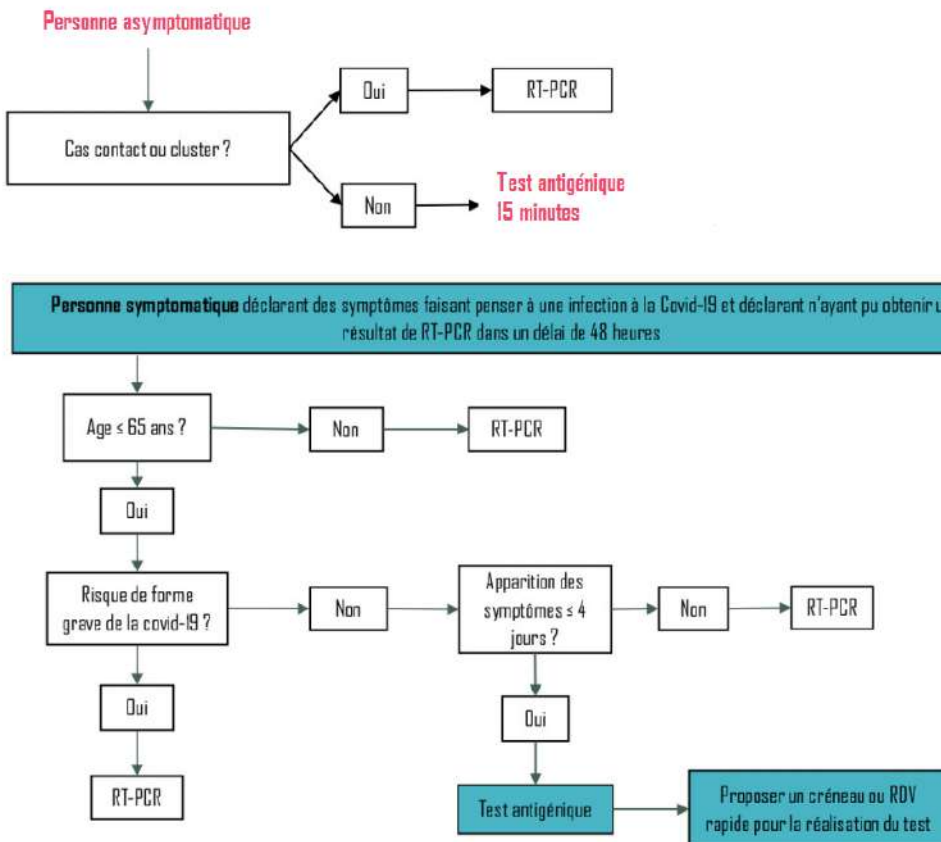 Personne asymptomatique
Oui
RT-PCR
Cas contact ou cluster ?
Non
Test antigénique
15 minutes
Personne symptomatique déclarant des symptômes faisant penser à une infection à la Covid-19 et déclarant n'ayant pu obtenir
résultat de RT-PCR dans un délai de 48 heures
Age ≤ 65 ans ?
Non
RT-PCR
Oui
Risque de forme
grave de la covid-19 ?
Non
Apparition des
symptômes ≤ 4
jours ?
Non
RT-PCR
Oui
Oui
RT-PCR
Test antigénique
Proposer un créneau ou RDV
rapide pour la réalisation du test